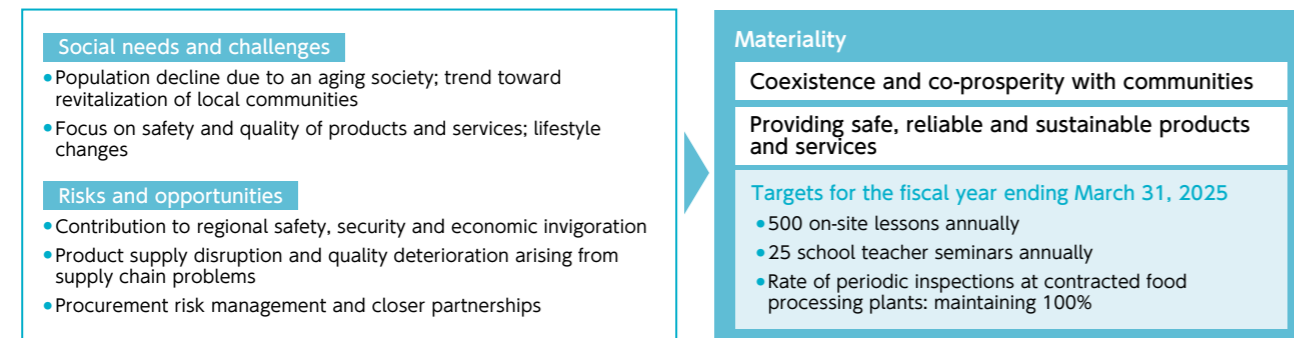 Social needs and challenges
•Population decline due to an aging society; trend toward
revitalization of local communities
•Focus on safety and quality of products and services; lifestyle
changes
Risks and opportunities
•Contribution to regional safety, security and economic invigoration
•Product supply disruption and quality deterioration arising from
supply chain problems
•Procurement risk management and closer partnerships
Materiality
Coexistence and co-prosperity with communities
Providing safe, reliable and sustainable products
and services
Targets for the fiscal year ending March 31, 2025
•500 on-site lessons annually
•25 school teacher seminars annually
•Rate of periodic inspections at contracted food
processing plants: maintaining 100%